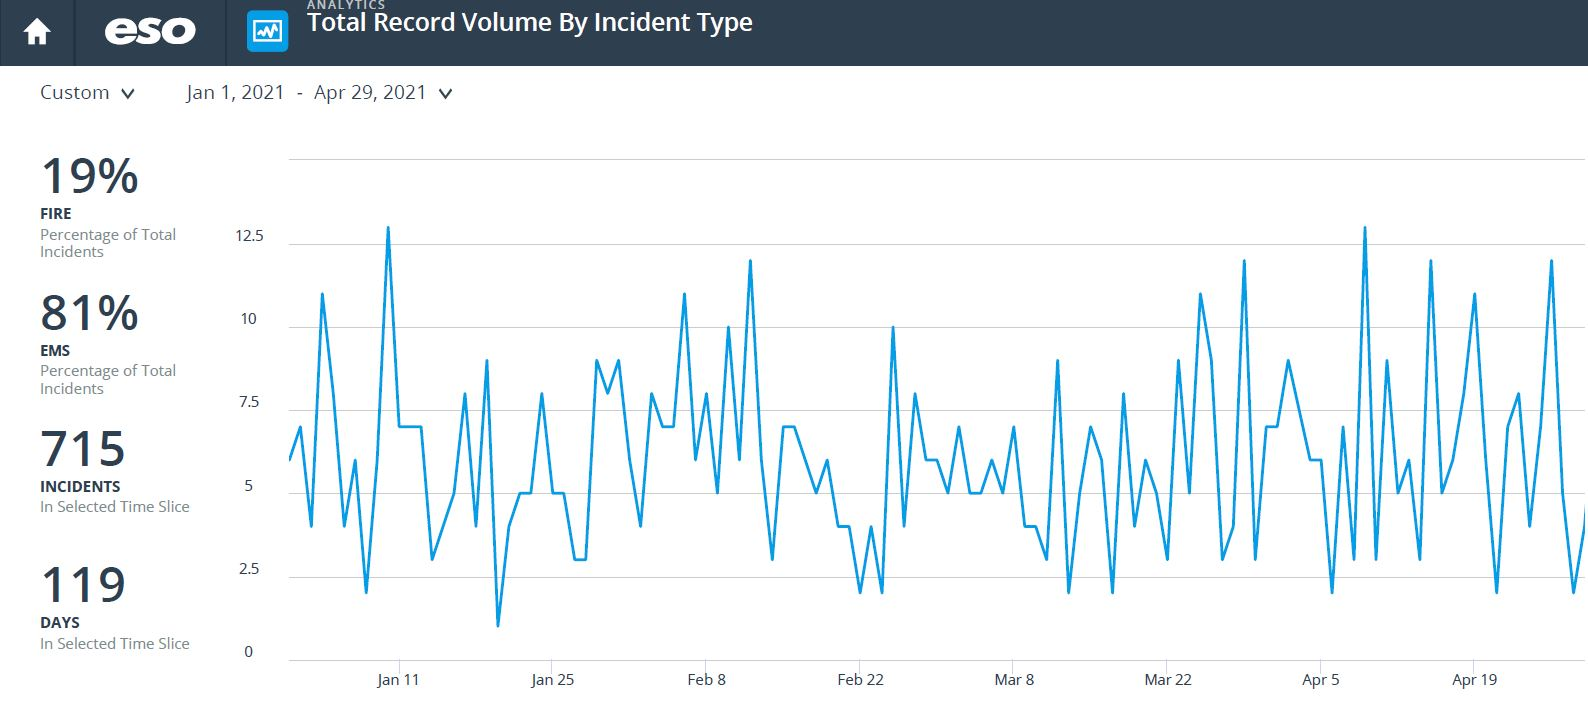 ANALYTICS
eso
Total Record Volume By Incident Type
Custom
Jan 1, 2021 - Apr 29, 2021
19%
FIRE
Percentage of Total
Incidents
81%
EMS
Percentage of Total
Incidents
715
INCIDENTS
In Selected Time Slice
119
DAYS
In Selected Time Slice
12.5
10
7.5
5
2.5
0
Jan 11 Jan 25 Feb 8 Feb 22 Mar 8 Mar 22 Apr 5 Apr 19